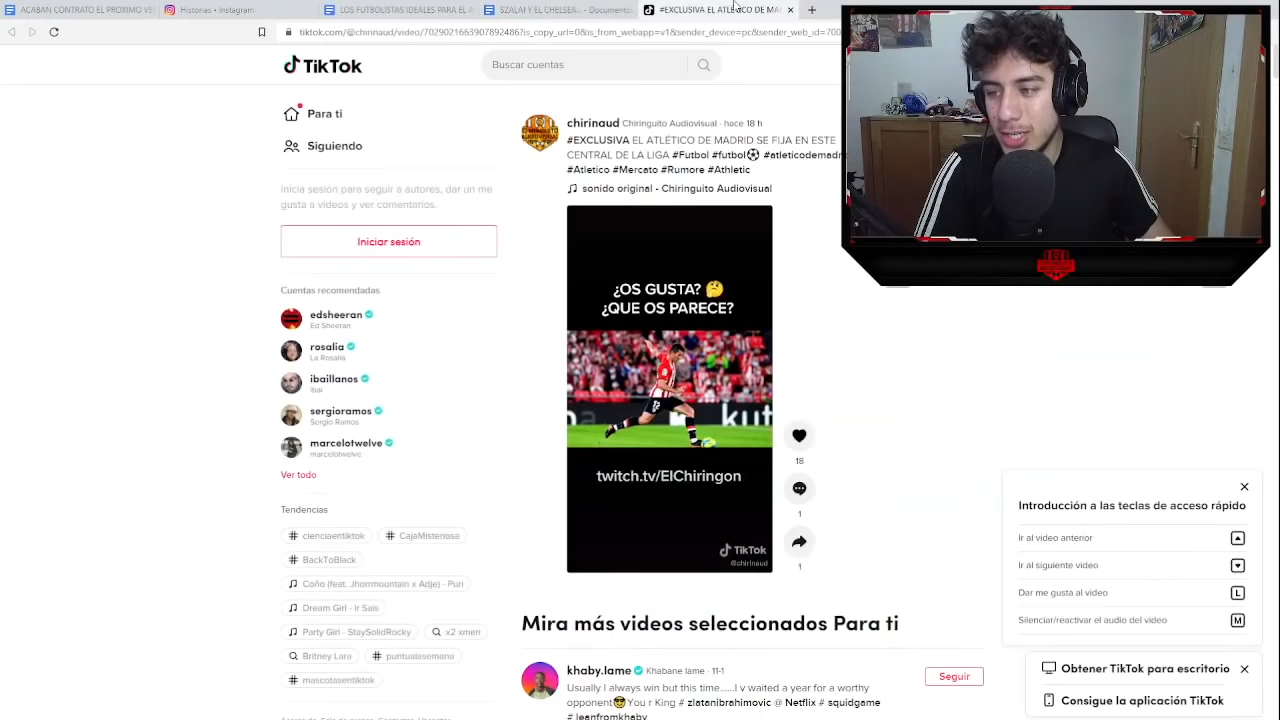 ACABAN CONTRATO EL PROXIMO VE
Historias • Instagram
LOS FUTBOLISTAS IDEALES PARA EL A
SZALAI Y EL CHELSEA - Documentos
#EXCLUSIVA EL ATLÉTICO DE MA
tiktok.com/@chirinaud/video/7029021663907892486?is_copy_url=0&is_from_webapp=v1&sender_device=pc&sender_web_id=700
TikTok
Buscar cuentas
Para ti
Siguiendo
Inicia sesión para seguir a autores, dar un me
gusta a vídeos y ver comentarios.
Iniciar sesión
Cuentas recomendadas
edsheeran
Ed Sheeran
rosalia
La Rosalia
ibaillanos
Ibai
sergioramos
Sergio Ramos
marcelotwelve
marcelotwelve
Ver todo
Tendencias
# cienciaentiktok
# CajaMisteriosa
# BackToBlack
Coño (feat. Jhorrmountain x Adje) - Puri
Dream Girl - Ir Sais
Party Girl - StaySolidRocky
x2 xmen
Britney Lara
# puntualasemana
# mascotasentiktok
chirinaud Chiringuito Audiovisual · hace 18 h
#EXCLUSIVA EL ATLÉTICO DE MADRID SE FIJA EN ESTE
CENTRAL DE LA LIGA #Futbol #futbol⚽ #atleticodemadr
#Atletico #Mercato #Rumore #Athletic
sonido original - Chiringuito Audiovisual
¿OS GUSTA? 🤔
¿QUE OS PARECE?
kut
twitch.tv/ElChiringon
TikTok
@chirinaud
18
1
1
Mira más videos seleccionados Para ti
khaby.lame Khabane lame · 11-1
Seguir
Usually I always win but this time......I v waited a year for a worthy
opponent😎 You r King # zlatanibrahimovic @ Netflix # squidgame
# learnfromkhaby
Introducción a las teclas de acceso rápido
Ir al video anterior
Ir al siguiente video
Dar me gusta al video
L
Silenciar/reactivar el audio del video
M
Obtener TikTok para escritorio
Consigue la aplicación TikTok